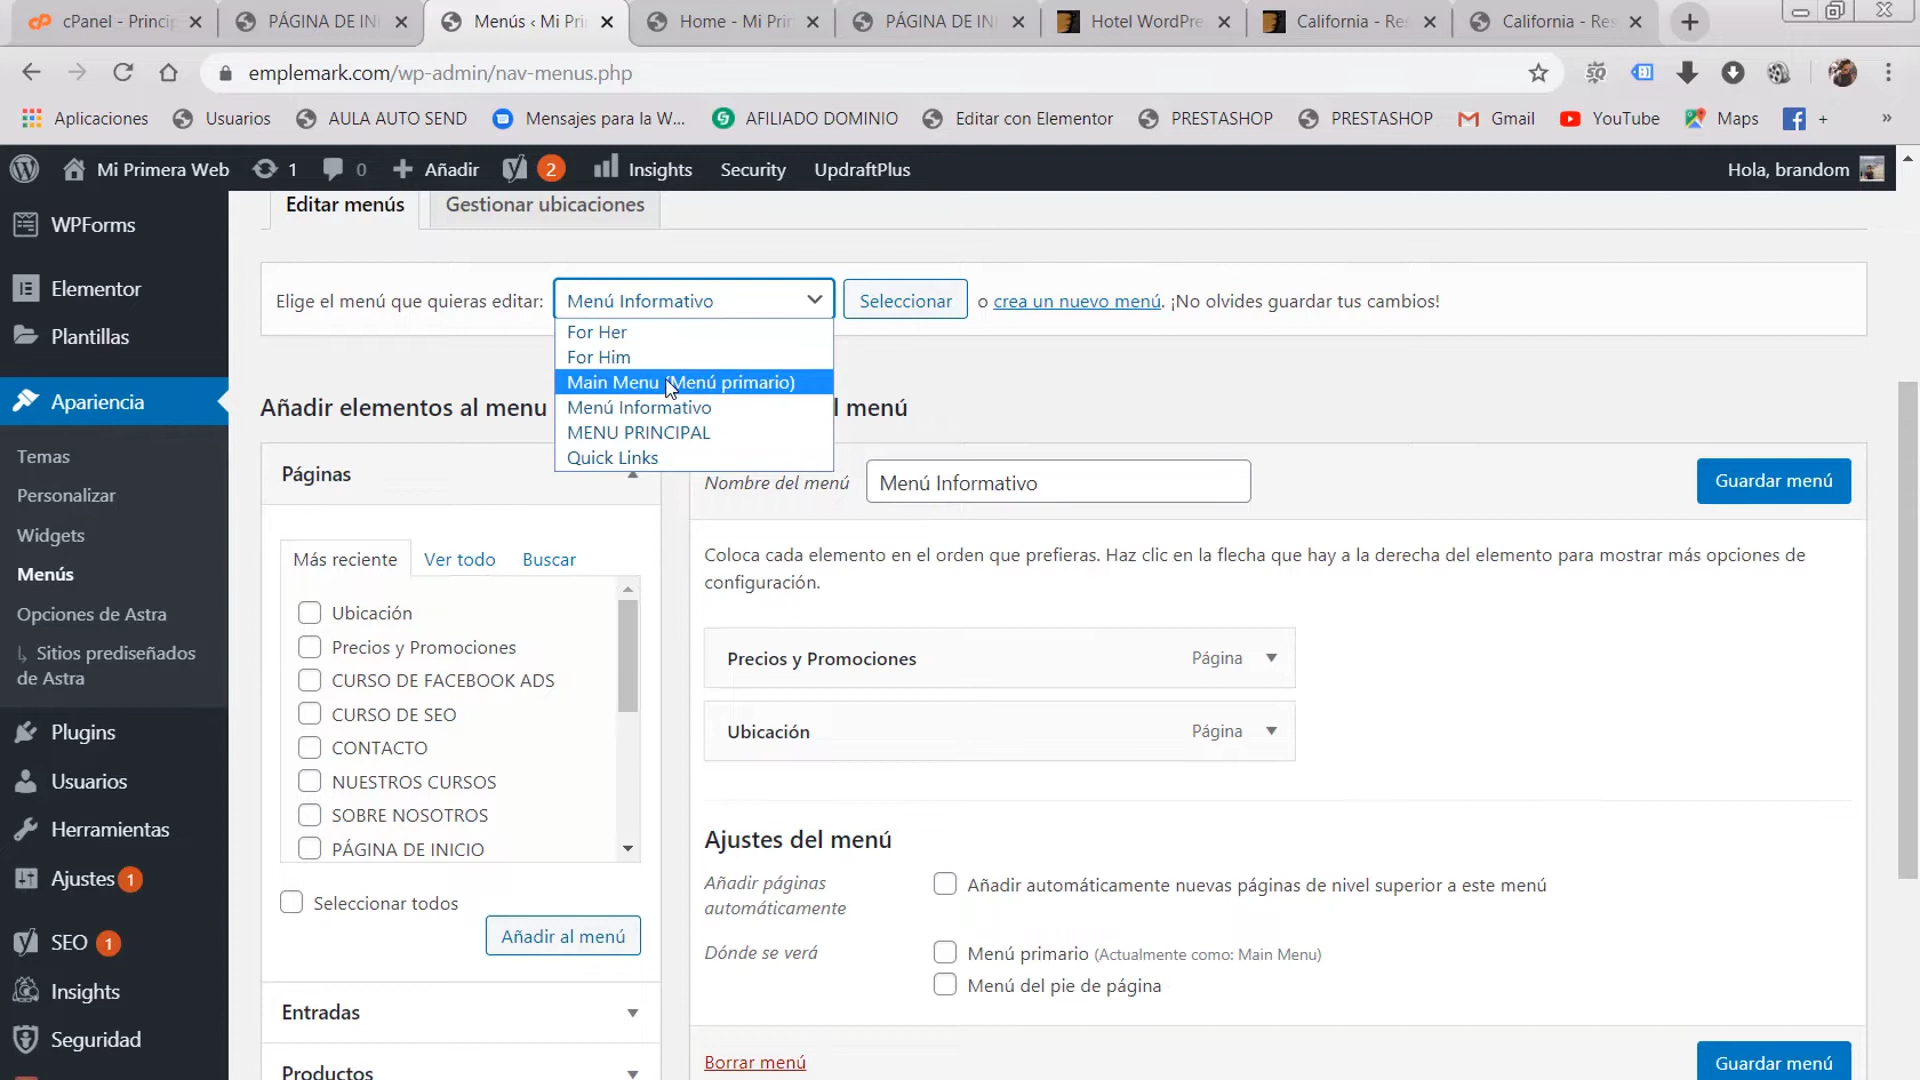 cPanel - Princip
PÁGINA DE INI
Menús ‹ Mi Pri
Home - Mi Prim
PÁGINA DE IN
Hotel WordPre
California - Res
California - Res
emplemark.com/wp-admin/nav-menus.php
Aplicaciones
Usuarios
AULA AUTO SEND
Mensajes para la W...
AFILIADO DOMINIO
Editar con Elementor
PRESTASHOP
PRESTASHOP
Gmail
YouTube
Maps
+
»
Mi Primera Web
1
0
Añadir
2
Insights
Security
UpdraftPlus
Hola, brandom
WPForms
Elementor
Plantillas
Apariencia
Temas
Personalizar
Widgets
Menús
Opciones de Astra
Sitios prediseñados
de Astra
Plugins
Usuarios
Herramientas
Ajustes 1
SEO 1
Insights
Seguridad
Editar menús
Gestionar ubicaciones
Elige el menú que quieras editar:
Menú Informativo
Seleccionar
o crea un nuevo menú. ¡No olvides guardar tus cambios!
For Her
For Him
Main Menu (Menú primario)
Menú Informativo
MENU PRINCIPAL
Quick Links
Añadir elementos al menu
l menú
Páginas
Más reciente
Ver todo
Buscar
Ubicación
Precios y Promociones
CURSO DE FACEBOOK ADS
CURSO DE SEO
CONTACTO
NUESTROS CURSOS
SOBRE NOSOTROS
PÁGINA DE INICIO
Seleccionar todos
Añadir al menú
Entradas
Productos
Nombre del menú
Menú Informativo
Guardar menú
Coloca cada elemento en el orden que prefieras. Haz clic en la flecha que hay a la derecha del elemento para mostrar más opciones de
configuración.
Precios y Promociones
Página
Ubicación
Página
Ajustes del menú
Añadir páginas
automáticamente
Añadir automáticamente nuevas páginas de nivel superior a este menú
Dónde se verá
Menú primario (Actualmente como: Main Menu)
Menú del pie de página
Borrar menú
Guardar menú